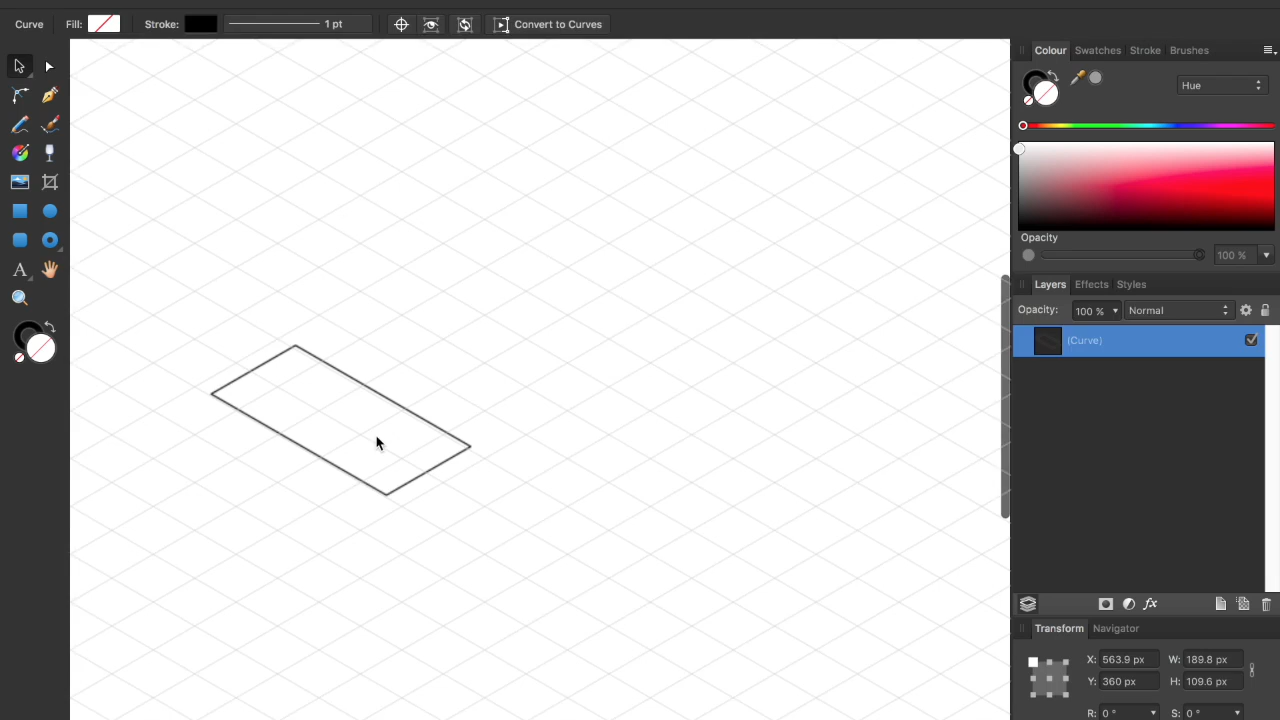 Curve Fill: Stroke: 1 pt Convert to Curves
Colour Swatches Stroke Brushes
Hue
Opacity
100 %
Layers Effects Styles
Opacity: 100 % Normal
(Curve)
A
fx
Transform Navigator
X: 563.9 px W: 189.8 px
Y: 360 px H: 109.6 px
R: 0 ° S: 0 °